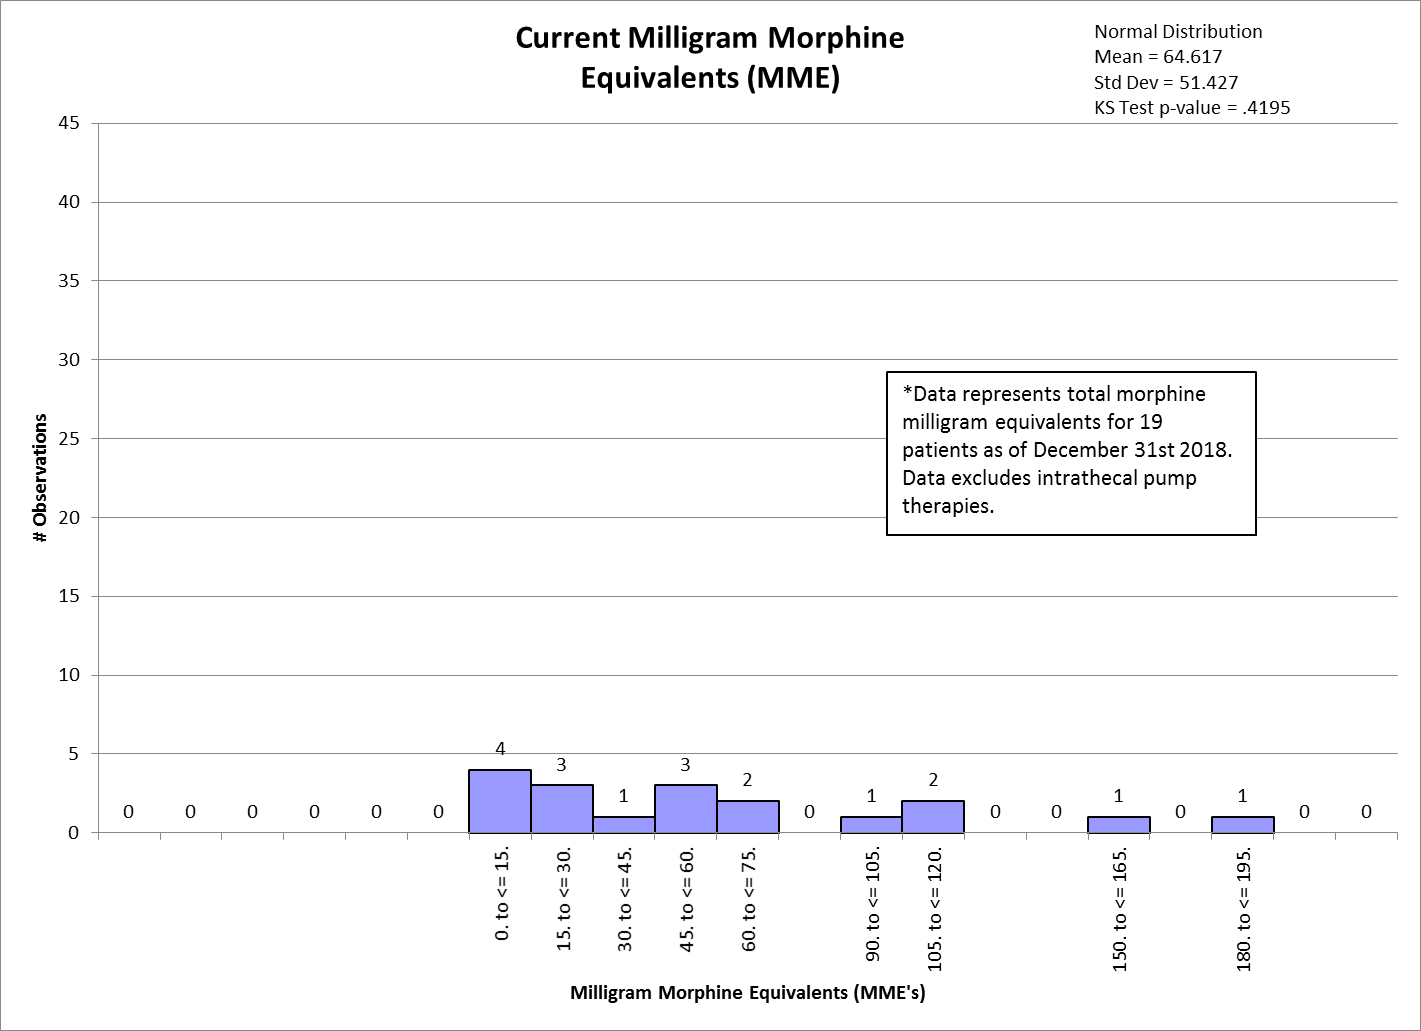 Current Milligram Morphine
Equivalents (MME)
Normal Distribution
Mean = 64.617
Std Dev = 51.427
KS Test p-value = .4195
45
40
35
30
25
20
15
10
5
0
# Observations
*Data represents total morphine
milligram equivalents for 19
patients as of December 31st 2018.
Data excludes intrathecal pump
therapies.
0 0 0 0 0 0 4 3 1 3 2 0 1 2 0 0 1 0 1 0 0
0. to <= 15.
15. to <= 30.
30. to <= 45.
45. to <= 60.
60. to <= 75.
90. to <= 105.
105. to <= 120.
150. to <= 165.
180. to <= 195.
Milligram Morphine Equivalents (MME's)